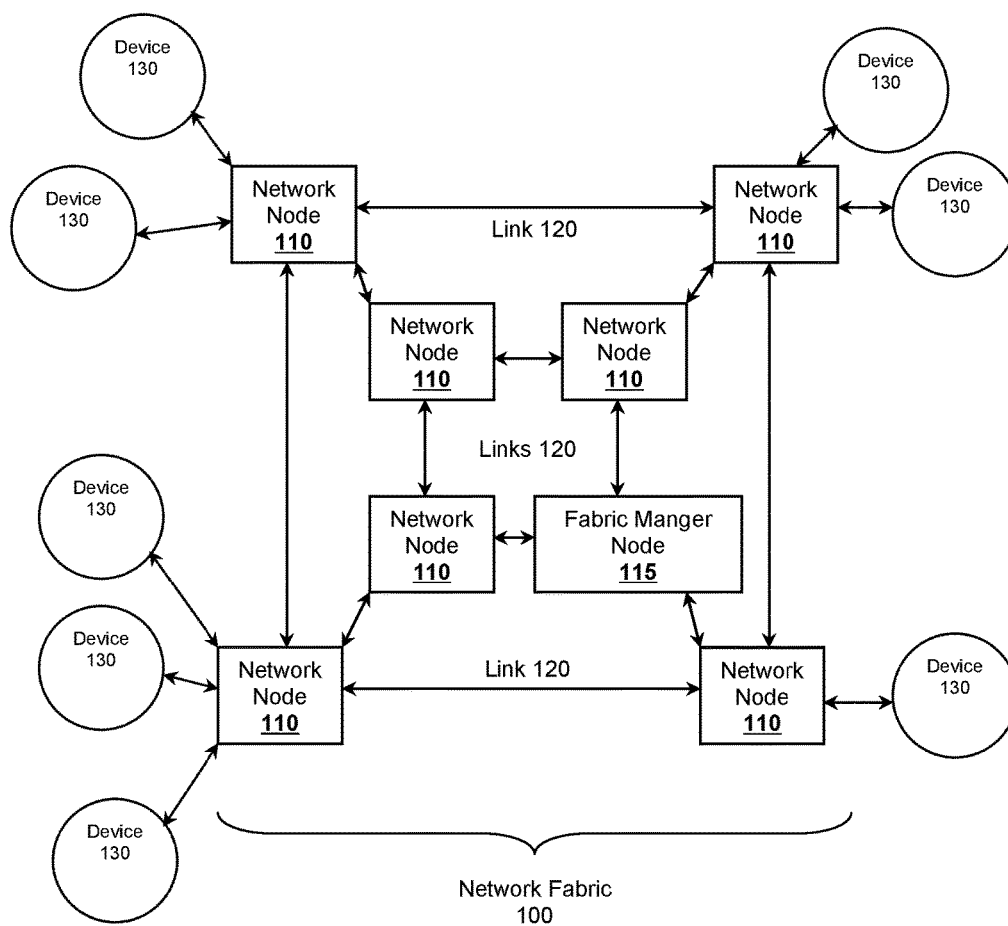 Device
130
Device
130
Device
130
Device
130
Network
Node
110
Network
Node
110
Link 120
Network
Node
110
Network
Node
110
Links 120
Device
130
Network
Node
110
Fabric Manger
Node
115
Device
130
Network
Node
110
Link 120
Network
Node
110
Device
130
Device
130
Network Fabric
100